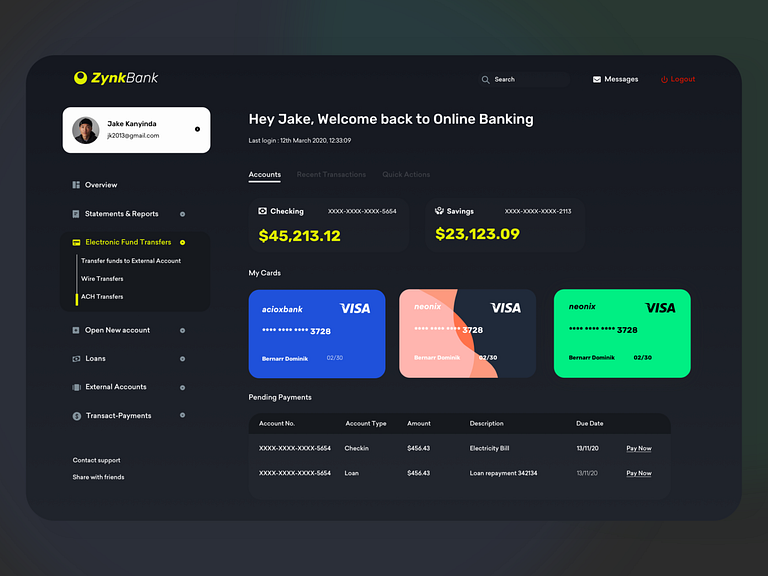 ZynkBank
Search
Messages
Logout
Jake Kanyinda
jk2013@gmail.com
Overview
Statements & Reports
Electronic Fund Transfers
Transfer funds to External Account
Wire Transfers
ACH Transfers
Open New account
Loans
External Accounts
Transact-Payments
Contact support
Share with friends
Hey Jake, Welcome back to Online Banking
Last login : 12th March 2020, 12:33:09
Accounts Recent Transactions Quick Actions
Checking XXXX-XXXX-XXXX-5654
$45,213.12
Savings XXXX-XXXX-XXXX-2113
$23,123.09
My Cards
acioxbank VISA
**** **** **** 3728
Bernarr Dominik 02/30
neonix VISA
**** **** **** 3728
Bernarr Dominik 02/30
neonix VISA
**** **** **** 3728
Bernarr Dominik 02/30
Pending Payments
Account No. Account Type Amount Description Due Date
XXXX-XXXX-XXXX-5654 Checkin $456.43 Electricity Bill 13/11/20 Pay Now
XXXX-XXXX-XXXX-5654 Loan $456.43 Loan repayment 342134 13/11/20 Pay Now